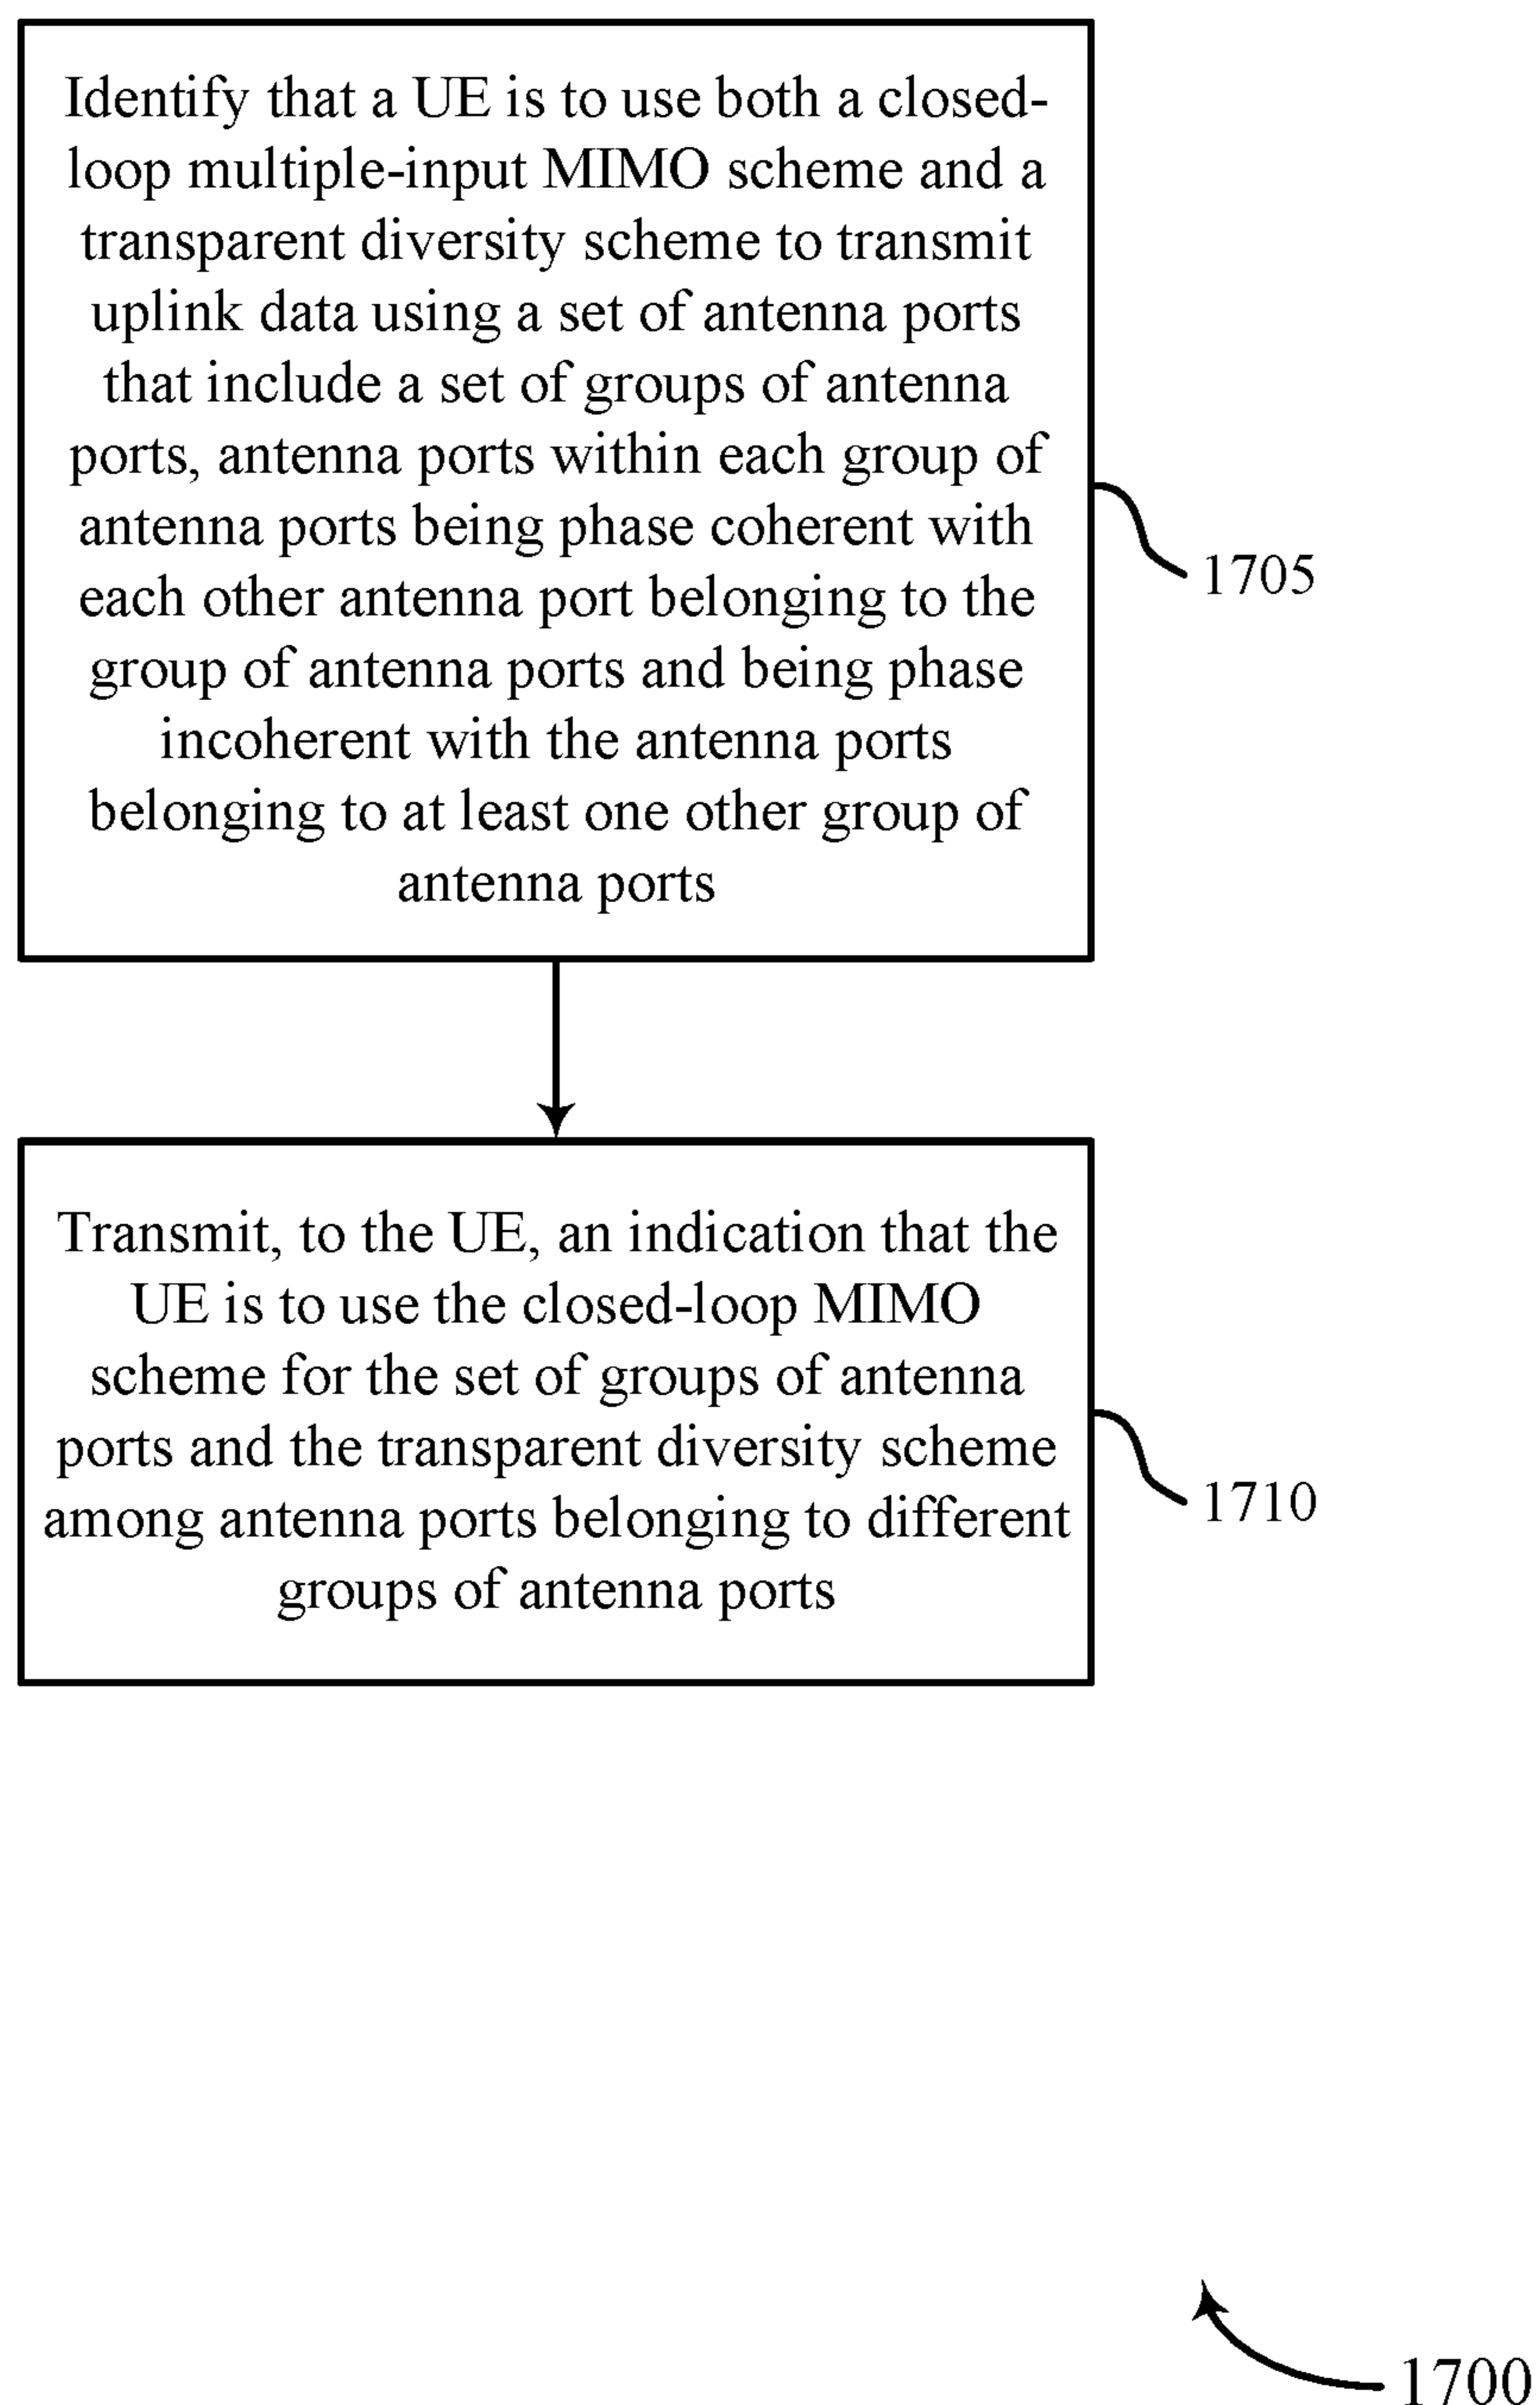 Identify that a UE is to use both a closed-
loop multiple-input MIMO scheme and a
transparent diversity scheme to transmit
uplink data using a set of antenna ports
that include a set of groups of antenna
ports, antenna ports within each group of
antenna ports being phase coherent with
each other antenna port belonging to the
group of antenna ports and being phase
incoherent with the antenna ports
belonging to at least one other group of
antenna ports
1705
Transmit, to the UE, an indication that the
UE is to use the closed-loop MIMO
scheme for the set of groups of antenna
ports and the transparent diversity scheme
among antenna ports belonging to different
groups of antenna ports
1710
1700